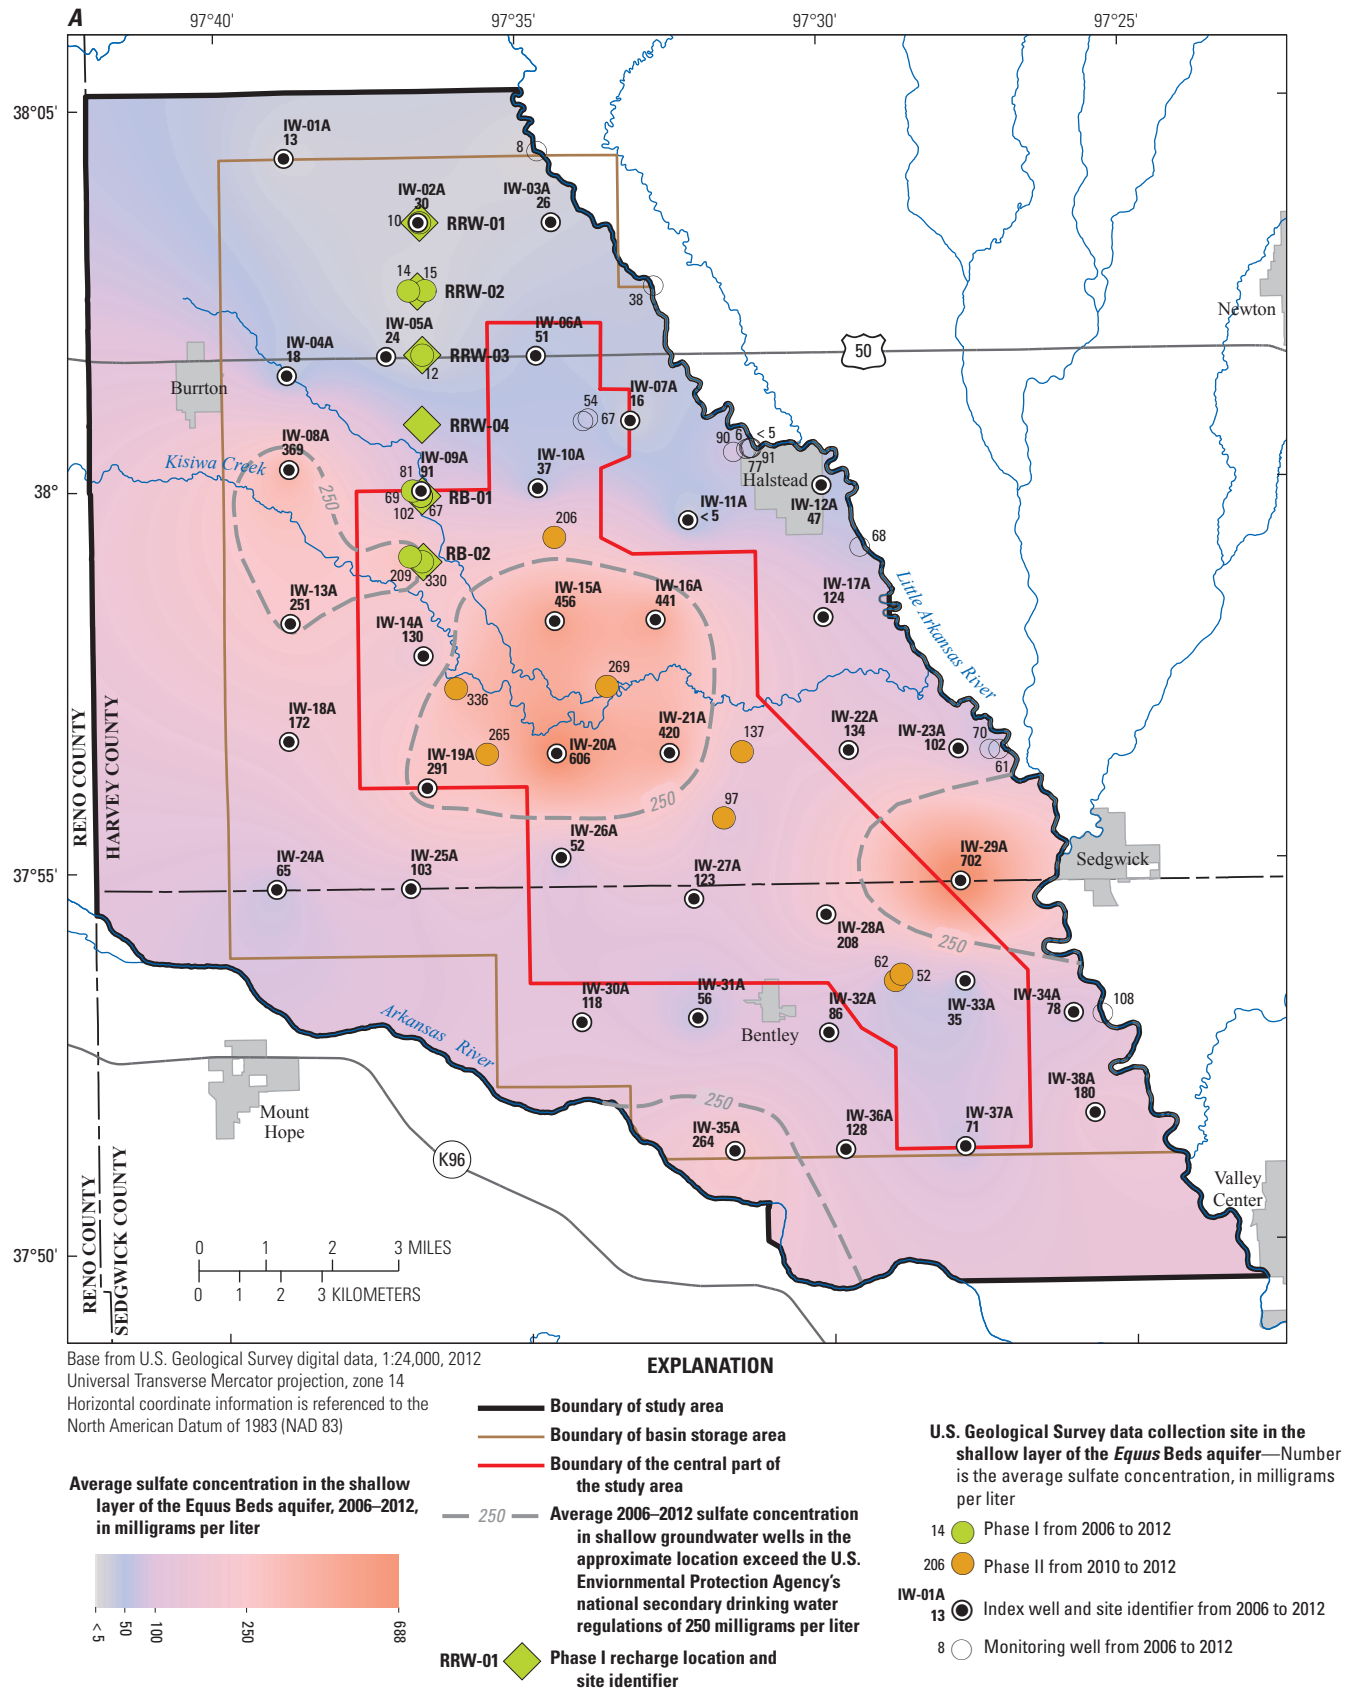 A
97°40'
97°35'
97°30'
97°25'
38°05'
38°
37°55'
37°50'
IW-01A
13
8
IW-02A
30
10
RRW-01
IW-03A
26
14
15
RRW-02
38
Newton
IW-05A
24
IW-06A
51
50
IW-04A
18
RRW-03
12
Burrton
IW-07A
16
54
67
RRW-04
90
6
< 5
91
77
IW-08A
369
Kisiwa Creek
IW-09A
91
IW-10A
37
Halstead
81
69
102
67
RB-01
250
IW-11A
< 5
IW-12A
47
206
68
RB-02
209
330
IW-13A
251
IW-15A
456
IW-16A
441
IW-17A
124
Little Arkansas River
IW-14A
130
269
336
IW-18A
172
RENO COUNTY
HARVEY COUNTY
265
IW-19A
291
IW-20A
606
IW-21A
420
137
IW-22A
134
IW-23A
102
70
61
250
97
IW-26A
52
IW-29A
702
Sedgwick
IW-24A
65
IW-25A
103
IW-27A
123
IW-28A
208
250
62
52
IW-30A
118
IW-31A
56
Bentley
IW-32A
86
IW-33A
35
IW-34A
78
108
Arkansas River
Mount
Hope
250
IW-38A
180
IW-35A
264
IW-36A
128
IW-37A
71
K96
Valley
Center
RENO COUNTY
SEDGWICK COUNTY
0 1 2 3 MILES
0 1 2 3 KILOMETERS
Base from U.S. Geological Survey digital data, 1:24,000, 2012
Universal Transverse Mercator projection, zone 14
Horizontal coordinate information is referenced to the
North American Datum of 1983 (NAD 83)
Average sulfate concentration in the shallow
layer of the Equus Beds aquifer, 2006–2012,
in milligrams per liter
< 5
50
100
250
688
EXPLANATION
Boundary of study area
Boundary of basin storage area
Boundary of the central part of
the study area
250
Average 2006–2012 sulfate concentration
in shallow groundwater wells in the
approximate location exceed the U.S.
Enviornmental Protection Agency's
national secondary drinking water
regulations of 250 milligrams per liter
RRW-01
Phase I recharge location and
site identifier
U.S. Geological Survey data collection site in the
shallow layer of the Equus Beds aquifer—Number
is the average sulfate concentration, in milligrams
per liter
14 Phase I from 2006 to 2012
206 Phase II from 2010 to 2012
IW-01A
13
Index well and site identifier from 2006 to 2012
8 Monitoring well from 2006 to 2012